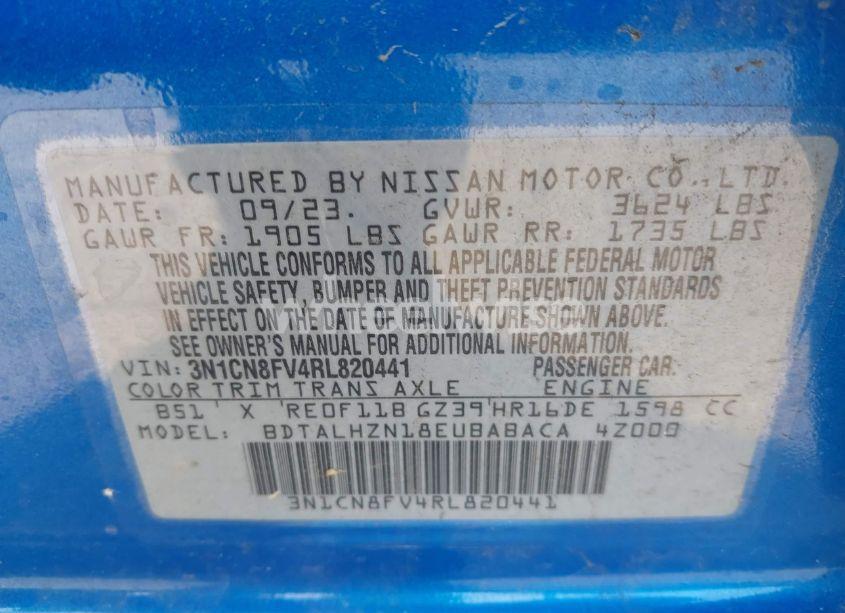 MANUFACTURED BY NISSAN MOTOR CO., LTD.
DATE: 09/23. GVWR: 3624 LBS
GAWR FR: 1905 LBS GAWR RR: 1735 LBS
THIS VEHICLE CONFORMS TO ALL APPLICABLE FEDERAL MOTOR
VEHICLE SAFETY, BUMPER AND THEFT PREVENTION STANDARDS
IN EFFECT ON THE DATE OF MANUFACTURE SHOWN ABOVE.
SEE OWNER'S MANUAL FOR ADDITIONAL INFORMATION.
VIN: 3N1CN8FV4RL820441 PASSENGER CAR.
COLOR TRIM TRANS AXLE ENGINE
B51 X RE0F11B GZ39 HR16DE 1598 CC
MODEL: BDTALHZN18EUBABACA 4Z000
3N1CN8FV4RL820441